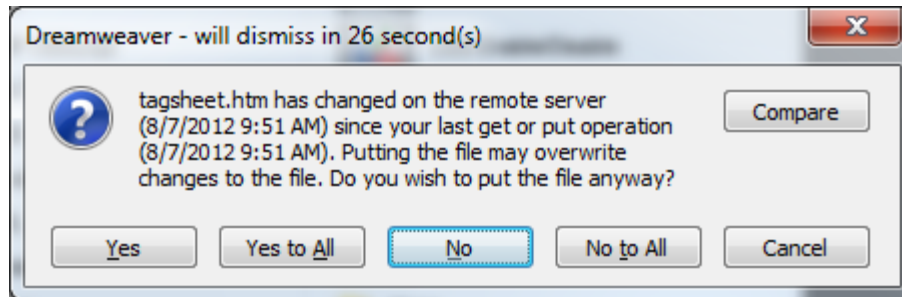 Dreamweaver - will dismiss in 26 second(s)
tagsheet.htm has changed on the remote server
(8/7/2012 9:51 AM) since your last get or put operation
(8/7/2012 9:51 AM). Putting the file may overwrite
changes to the file. Do you wish to put the file anyway?
Compare
Yes
Yes to All
No
No to All
Cancel